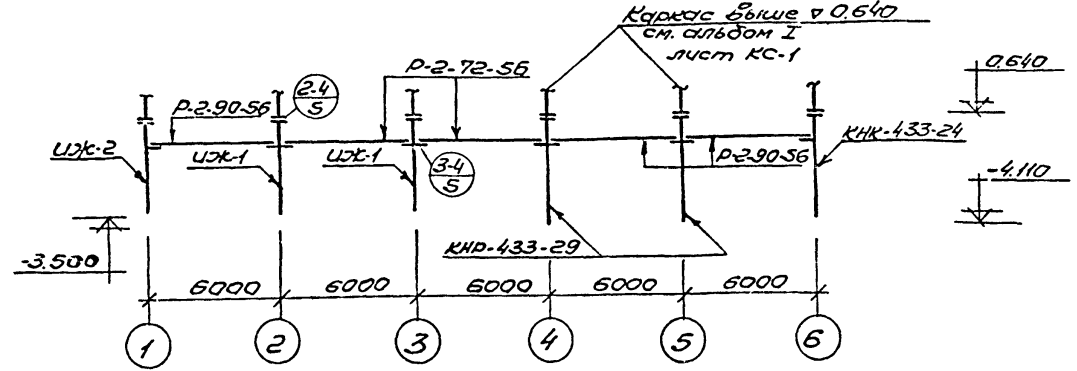 Каркас выше ▽ 0.640
см. альбом I
лист КС-1
0.640
Р-2-72-56
2-4
5
Р-2-90-56
КНК-433-24
ИЖ-2
ИЖ-1
ИЖ-1
3-4
5
Р-2-90-56
-4.110
КНР-433-29
-3.500
6000
6000
6000
6000
6000
1
2
3
4
5
6